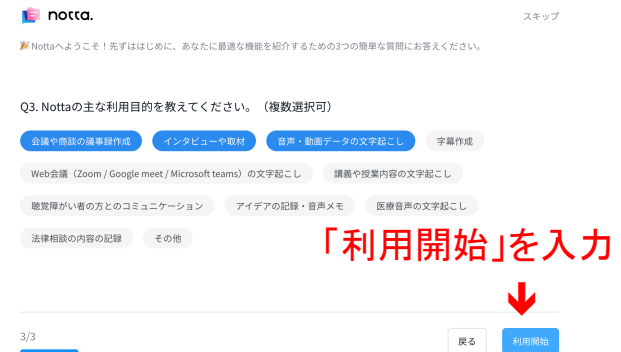 notta.
スキップ
🎉 Nottaへようこそ！先ずははじめに、あなたに最適な機能を紹介するための3つの簡単な質問にお答えください。
Q3. Nottaの主な利用目的を教えてください。（複数選択可）
会議や商談の議事録作成 インタビューや取材 音声・動画データの文字起こし 字幕作成
Web会議（Zoom / Google meet / Microsoft teams）の文字起こし 講義や授業内容の文字起こし
聴覚障がい者の方とのコミュニケーション アイデアの記録・音声メモ 医療音声の文字起こし
法律相談の内容の記録 その他
「利用開始」を入力
3/3
戻る 利用開始